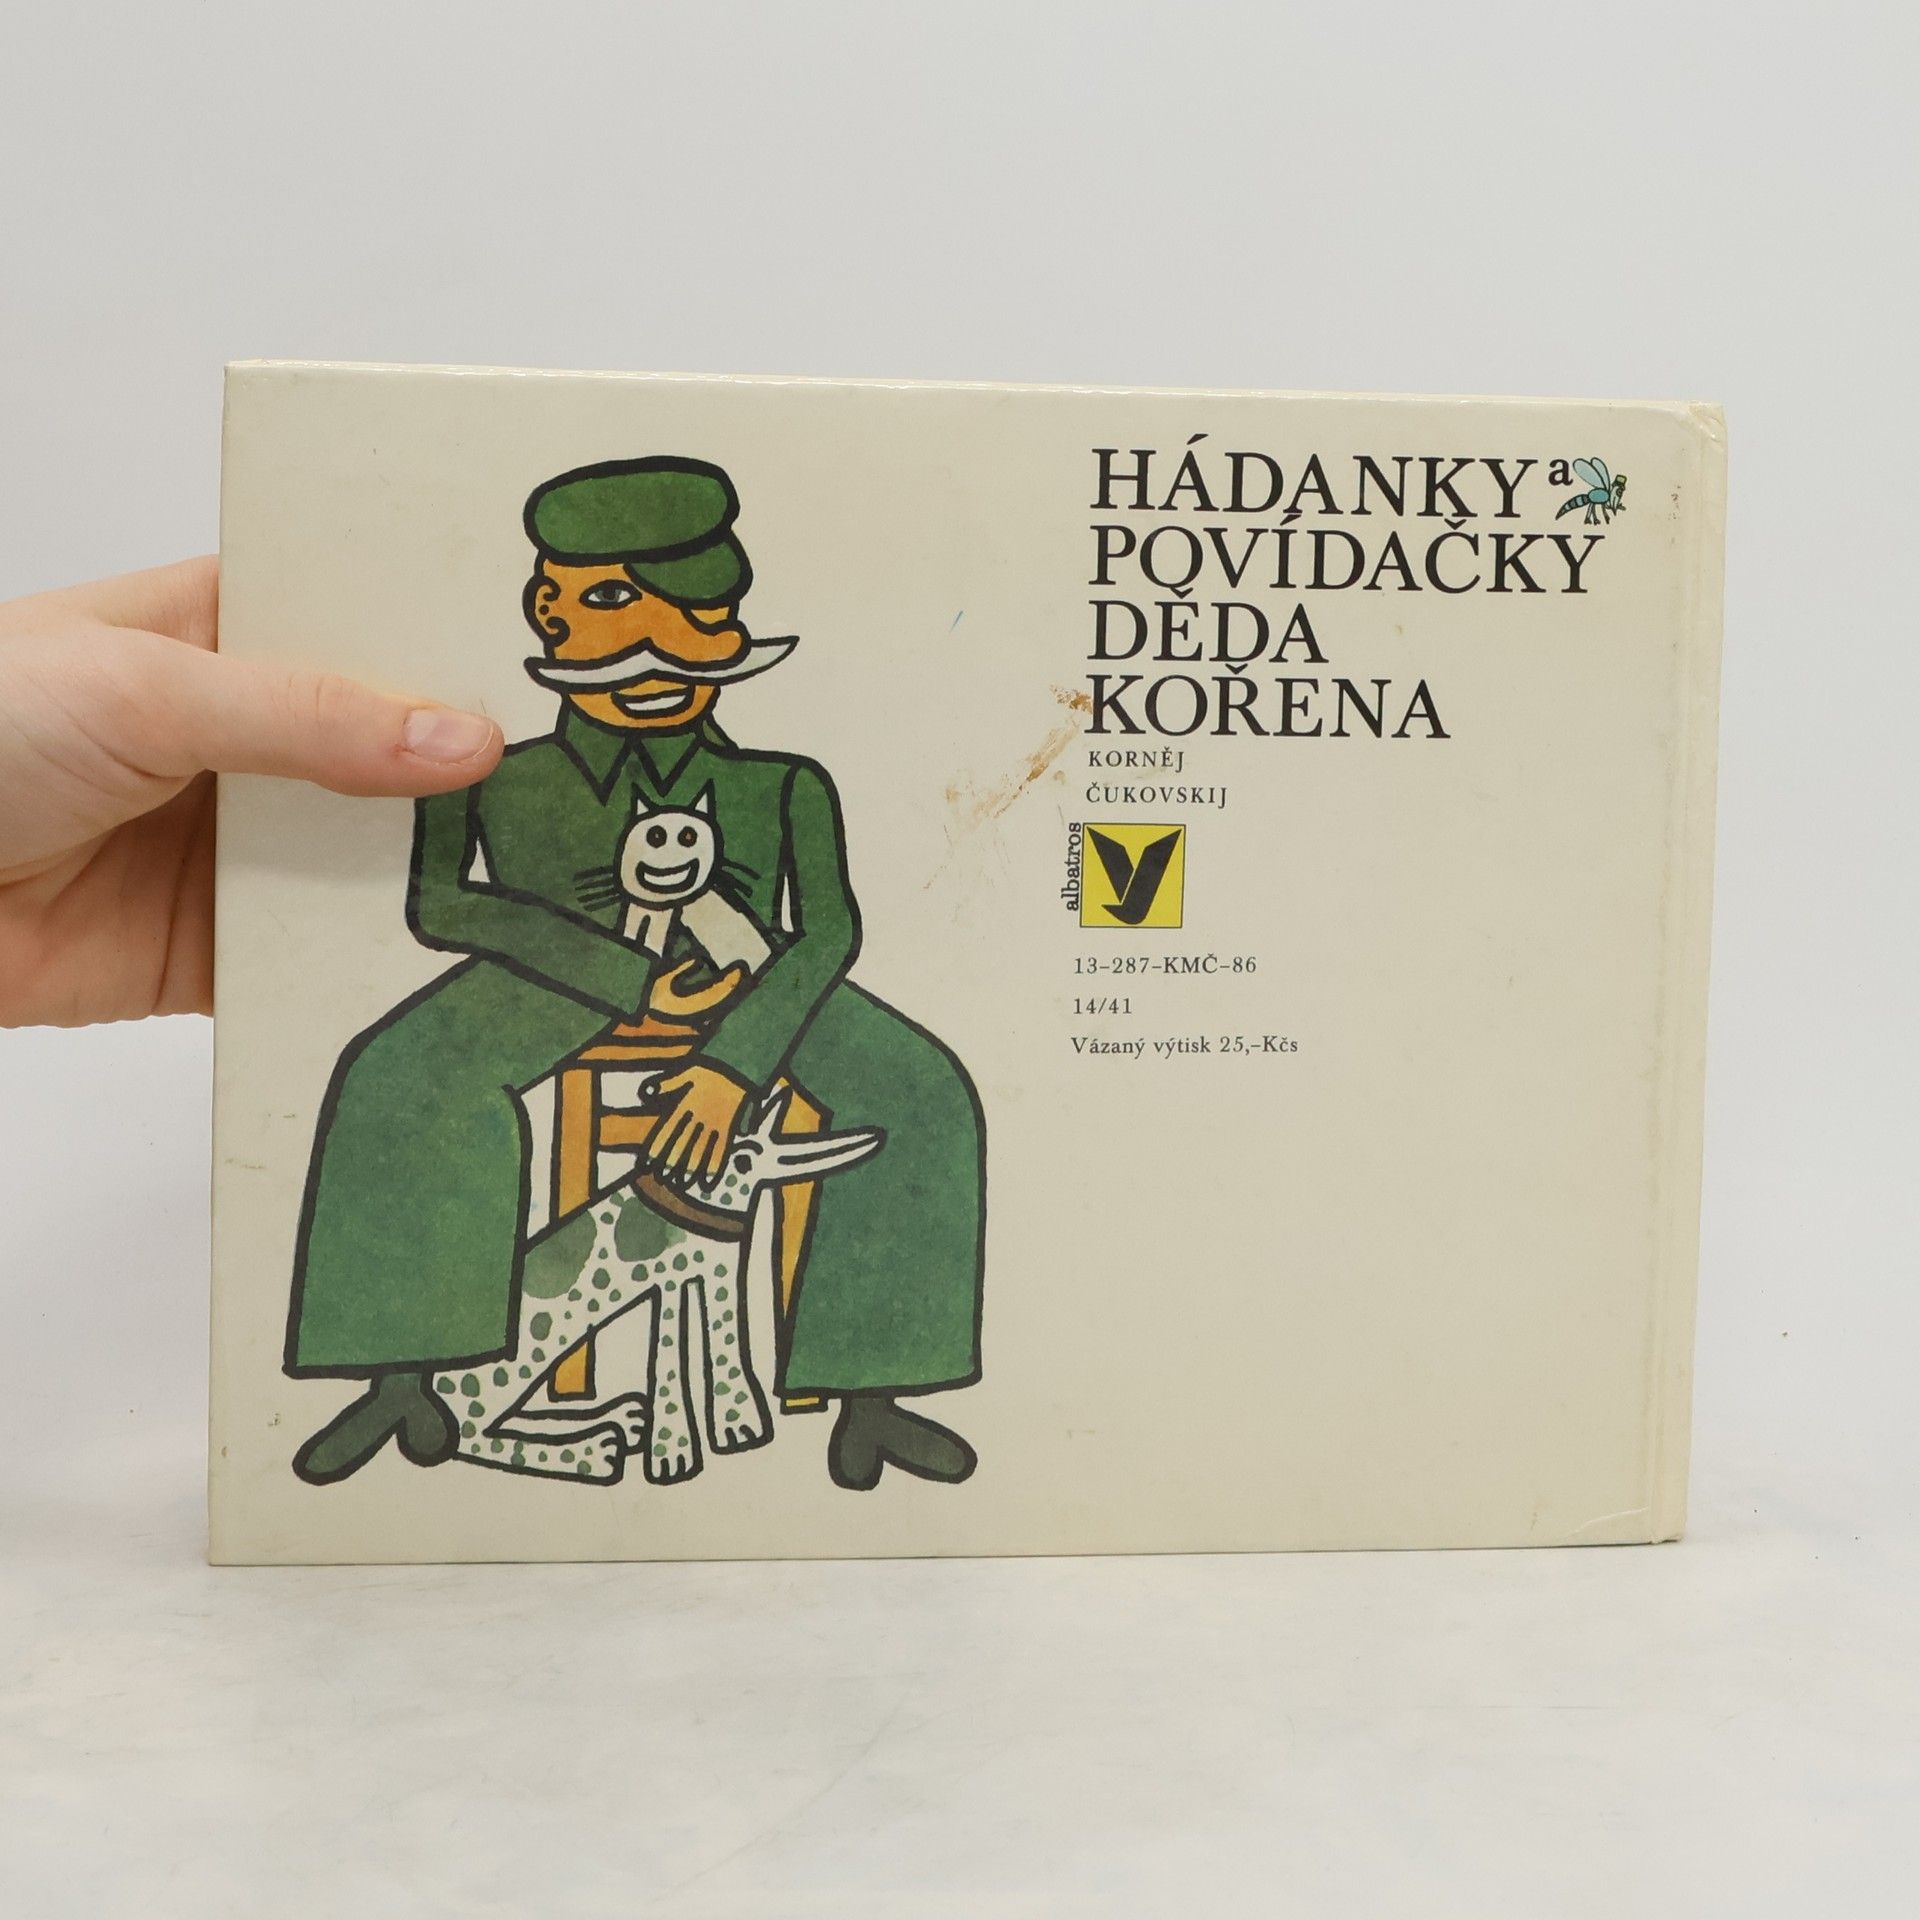 HÁDANKY a
POVÍDAČKY
DĚDA
KOŘENA
KORNĚJ
ČUKOVSKIJ
albatros
13-287-KMČ-86
14/41
Vázaný výtisk 25,-Kčs